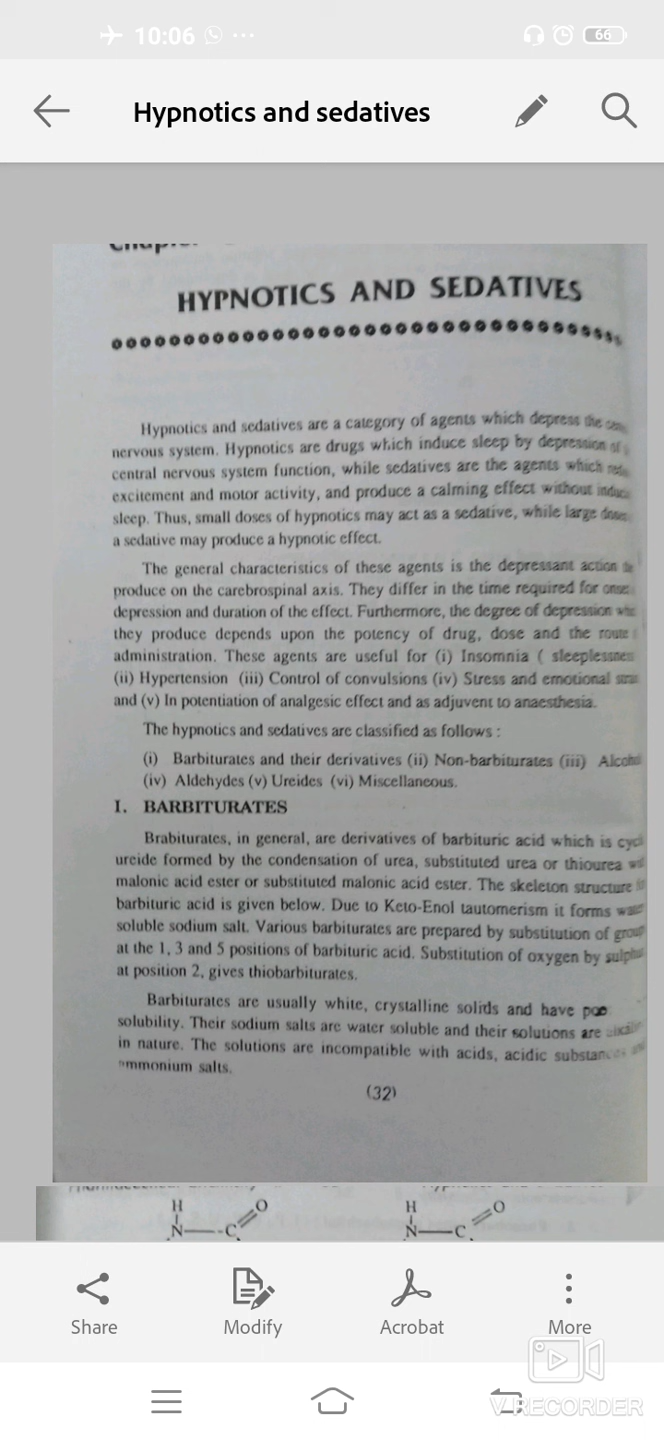 10:06
66
Hypnotics and sedatives
HYPNOTICS AND SEDATIVES
Hypnotics and sedatives are a category of agents which depress the
nervous system. Hypnotics are drugs which induce sleep by depression of
central nervous system function, while sedatives are the agents which
excitement and motor activity, and produce a calming effect without
sleep. Thus, small doses of hypnotics may act as a sedative, while large
a sedative may produce a hypnotic effect.
The general characteristics of these agents is the depressant action
produce on the carebrospinal axis. They differ in the time required for
depression and duration of the effect. Furthermore, the degree of depression
they produce depends upon the potency of drug, dose and the route
administration. These agents are useful for (i) Insomnia (
(ii) Hypertension (iii) Control of convulsions (iv) Stress and emotional
and (v) In potentiation of analgesic effect and as adjuvent to anaesthesia.
The hypnotics and sedatives are classified as follows :
(i) Barbiturates and their derivatives (ii) Non-barbiturates (iii)
(iv) Aldehydes (v) Ureides (vi) Miscellaneous.
I. BARBITURATES
Brabiturates, in general, are derivatives of barbituric acid which is
ureide formed by the condensation of urea, substituted urea or thiourea
malonic acid ester or substituted malonic acid ester. The skeleton structure
barbituric acid is given below. Due to Keto-Enol tautomerism it forms
soluble sodium salt. Various barbiturates are prepared by substitution of
at the 1, 3 and 5 positions of barbituric acid. Substitution of oxygen by
at position 2, gives thiobarbiturates.
Barbiturates are usually white, crystalline solids and have
solubility. Their sodium salts are water soluble and their solutions are
in nature. The solutions are incompatible with acids, acidic
ammonium salts.
(32)
H O H O
N C N C
Share Modify Acrobat More
V RECORDER